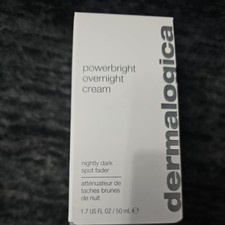 powerbright
overnight
cream
dermalogica
nightly dark
spot fader
atténuateur de
taches brunes
de nuit
1.7 US FL OZ / 50 mL ℮